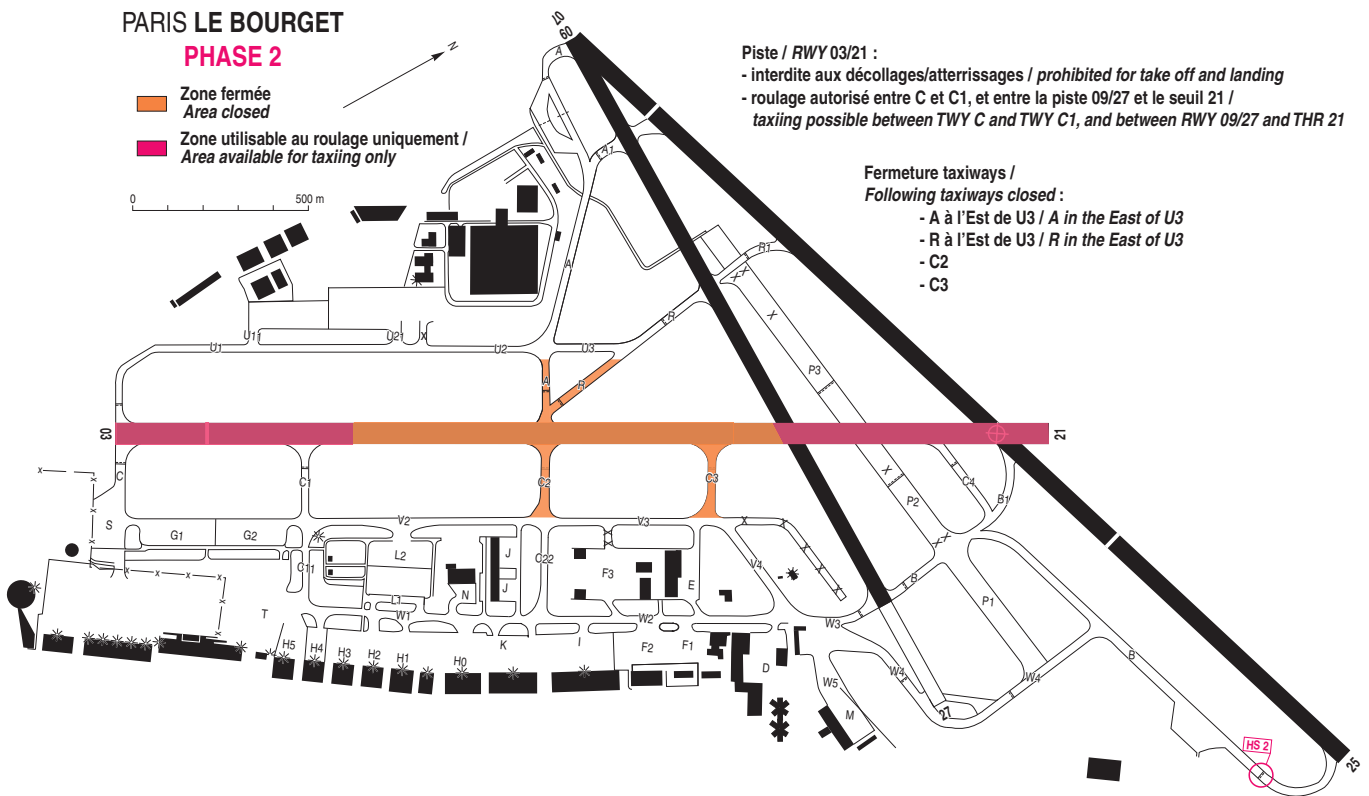 PARIS LE BOURGET
PHASE 2
Zone fermée
Area closed
Zone utilisable au roulage uniquement /
Area available for taxiing only
0 500 m
N
Piste / RWY 03/21 :
- interdite aux décollages/atterrissages / prohibited for take off and landing
- roulage autorisé entre C et C1, et entre la piste 09/27 et le seuil 21 /
taxiing possible between TWY C and TWY C1, and between RWY 09/27 and THR 21
Fermeture taxiways /
Following taxiways closed :
- A à l'Est de U3 / A in the East of U3
- R à l'Est de U3 / R in the East of U3
- C2
- C3
07
09
A
A1
A
R1
R
U11
U21
X
U1
U2
U3
A
R
X
X
X
P3
03
21
X
C
C1
C2
C3
C4
P2
B1
S
G1
G2
V2
V3
X
X
X
X
X
X
X
C11
L2
J
J
C22
F3
E
V4
B
P1
N
L1
W1
W2
W3
T
K
I
F2
F1
D
H5
H4
H3
H2
H1
H0
W5
W4
W4
M
27
B
HS 2
25